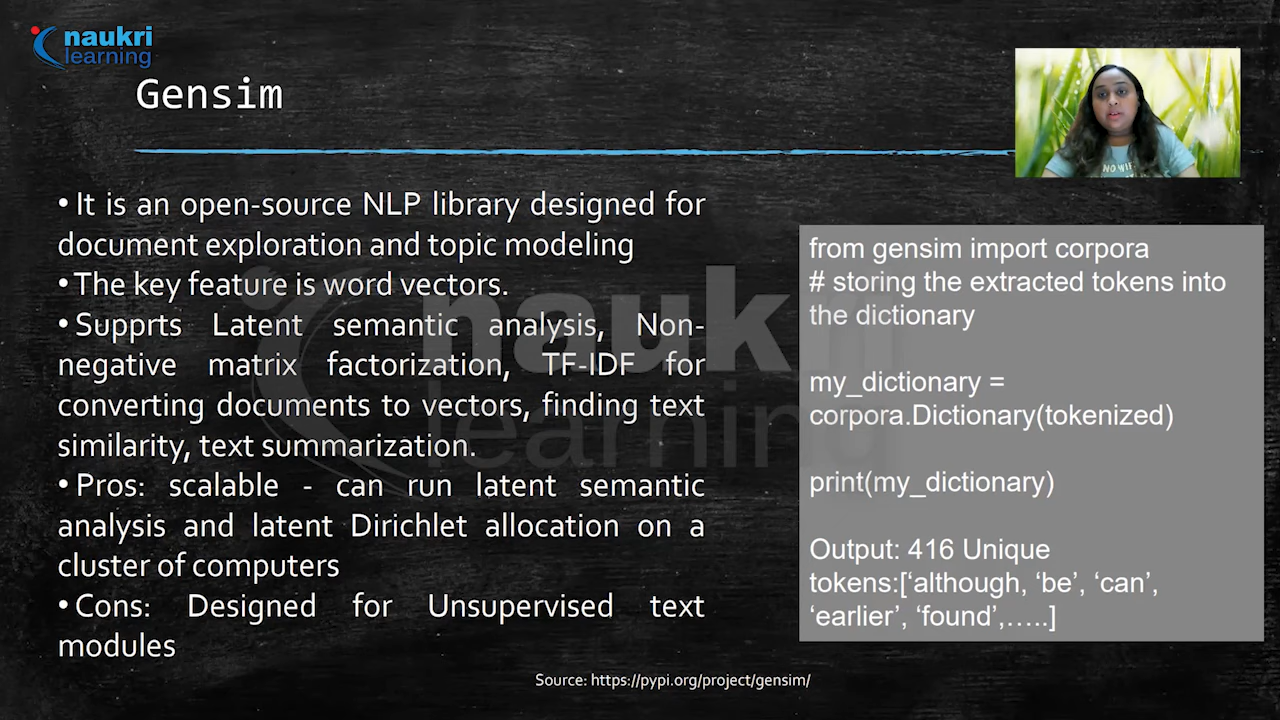 naukri
learning
Gensim
• It is an open-source NLP library designed for
document exploration and topic modeling
• The key feature is word vectors.
• Supprts Latent semantic analysis, Non-
negative matrix factorization, TF-IDF for
converting documents to vectors, finding text
similarity, text summarization.
• Pros: scalable - can run latent semantic
analysis and latent Dirichlet allocation on a
cluster of computers
• Cons: Designed for Unsupervised text
modules
from gensim import corpora
# storing the extracted tokens into
the dictionary
my_dictionary =
corpora.Dictionary(tokenized)
print(my_dictionary)
Output: 416 Unique
tokens:[‘although, ‘be’, ‘can’,
‘earlier’, ‘found’,…..]
Source: https://pypi.org/project/gensim/
naukri
learning
NO WIFI